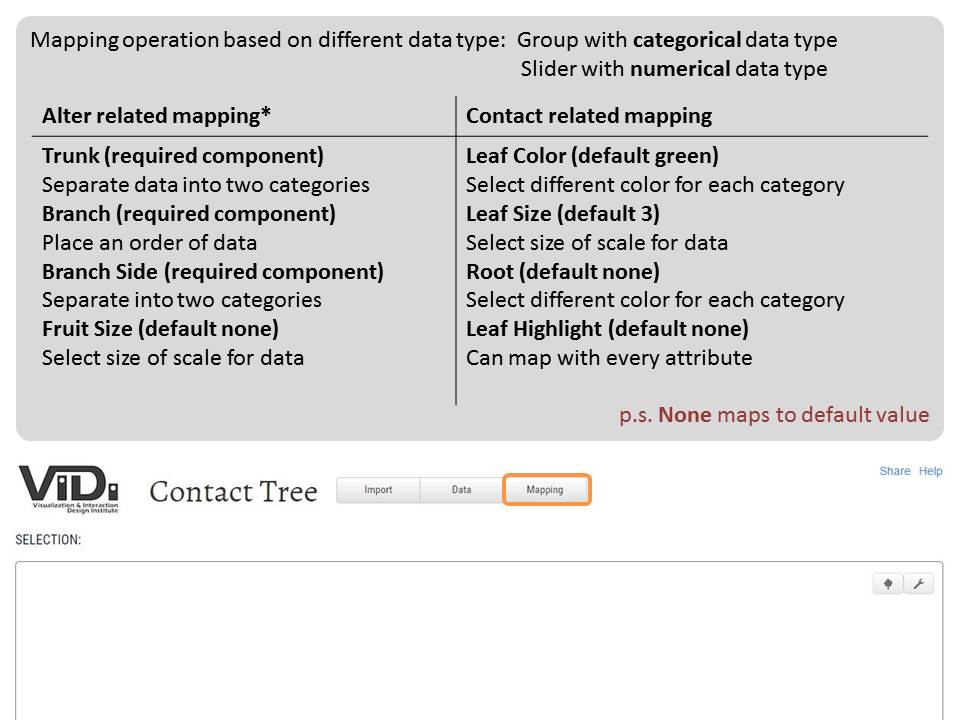 Mapping operation based on different data type: Group with categorical data type
Slider with numerical data type
Alter related mapping*
Trunk (required component)
Separate data into two categories
Branch (required component)
Place an order of data
Branch Side (required component)
Separate into two categories
Fruit Size (default none)
Select size of scale for data
Contact related mapping
Leaf Color (default green)
Select different color for each category
Leaf Size (default 3)
Select size of scale for data
Root (default none)
Select different color for each category
Leaf Highlight (default none)
Can map with every attribute
p.s. None maps to default value
ViDi
Visualization & Interaction
Design Institute
Contact Tree
Import
Data
Mapping
Share Help
SELECTION: